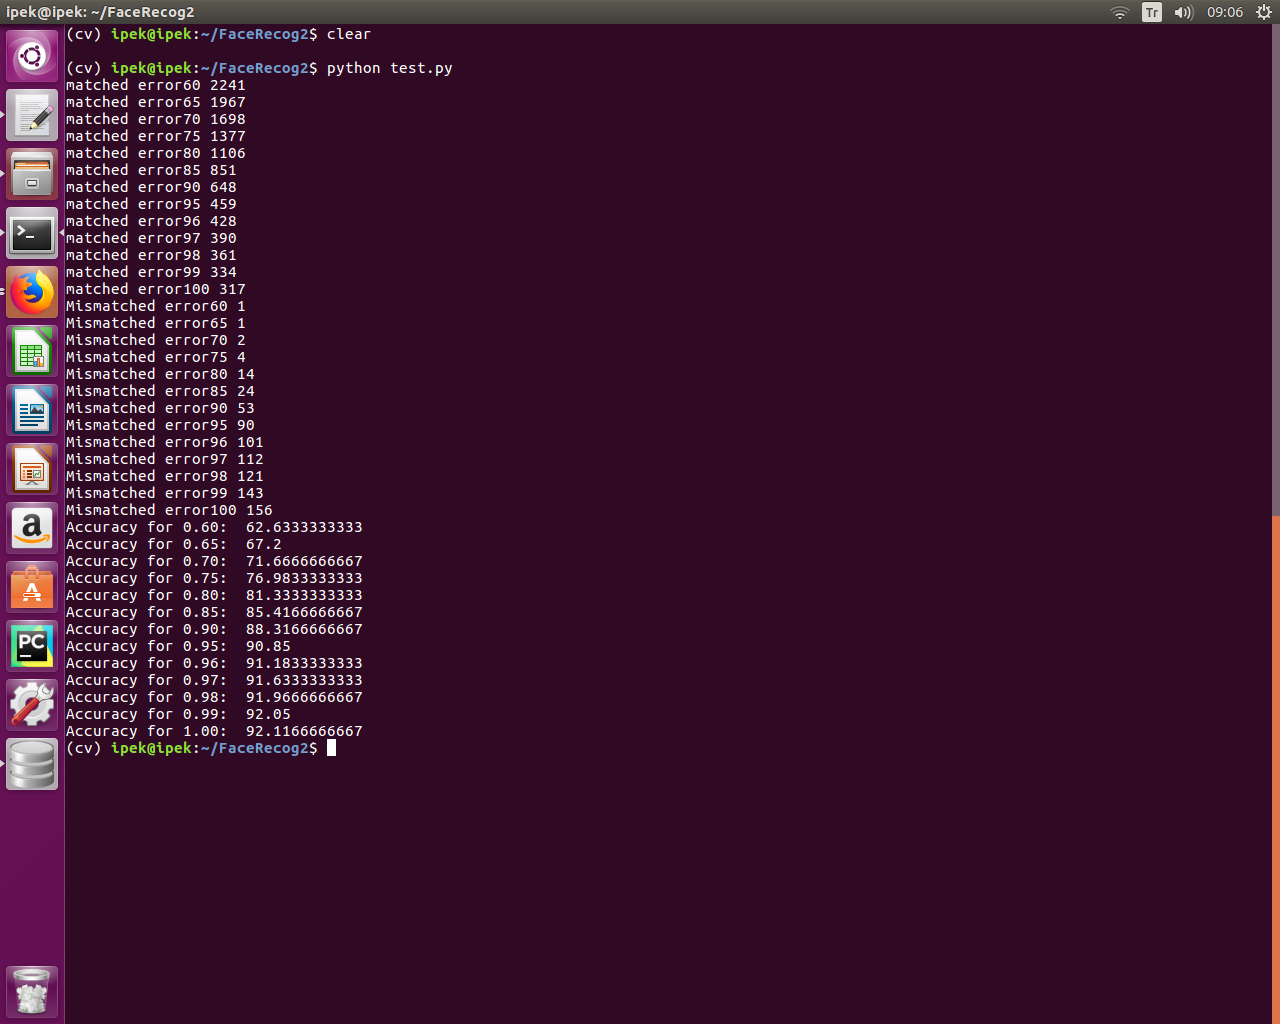 ipek@ipek: ~/FaceRecog2
Tr
09:06
(cv) ipek@ipek:~/FaceRecog2$ clear
(cv) ipek@ipek:~/FaceRecog2$ python test.py
matched error60 2241
matched error65 1967
matched error70 1698
matched error75 1377
matched error80 1106
matched error85 851
matched error90 648
matched error95 459
matched error96 428
matched error97 390
matched error98 361
matched error99 334
matched error100 317
Mismatched error60 1
Mismatched error65 1
Mismatched error70 2
Mismatched error75 4
Mismatched error80 14
Mismatched error85 24
Mismatched error90 53
Mismatched error95 90
Mismatched error96 101
Mismatched error97 112
Mismatched error98 121
Mismatched error99 143
Mismatched error100 156
Accuracy for 0.60:  62.6333333333
Accuracy for 0.65:  67.2
Accuracy for 0.70:  71.6666666667
Accuracy for 0.75:  76.9833333333
Accuracy for 0.80:  81.3333333333
Accuracy for 0.85:  85.4166666667
Accuracy for 0.90:  88.3166666667
Accuracy for 0.95:  90.85
Accuracy for 0.96:  91.1833333333
Accuracy for 0.97:  91.6333333333
Accuracy for 0.98:  91.9666666667
Accuracy for 0.99:  92.05
Accuracy for 1.00:  92.1166666667
(cv) ipek@ipek:~/FaceRecog2$
>_
a
A
PC